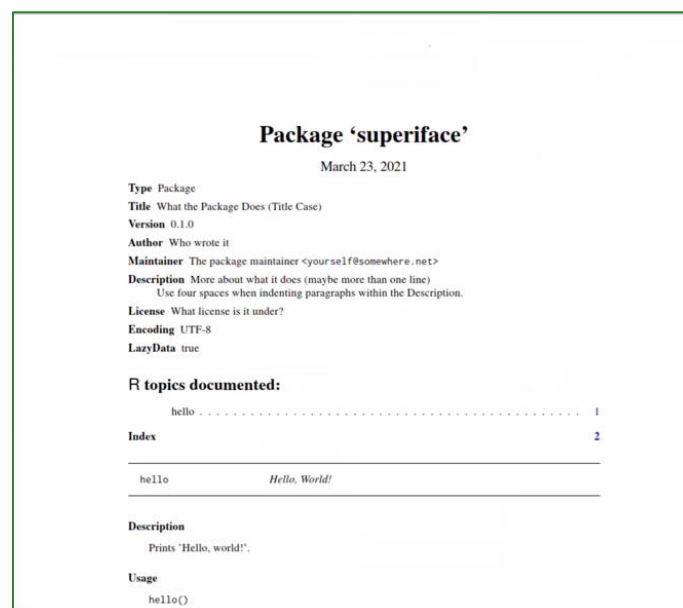 Package ‘superiface’
March 23, 2021
Type Package
Title What the Package Does (Title Case)
Version 0.1.0
Author Who wrote it
Maintainer The package maintainer <yourself@somewhere.net>
Description More about what it does (maybe more than one line)
Use four spaces when indenting paragraphs within the Description.
License What license is it under?
Encoding UTF-8
LazyData true
R topics documented:
hello . . . . . . . . . . . . . . . . . . . . . . . . . . . . . . . . . . . . . . . . . . . . . 1
Index 2
hello Hello, World!
Description
Prints 'Hello, world!'.
Usage
hello()